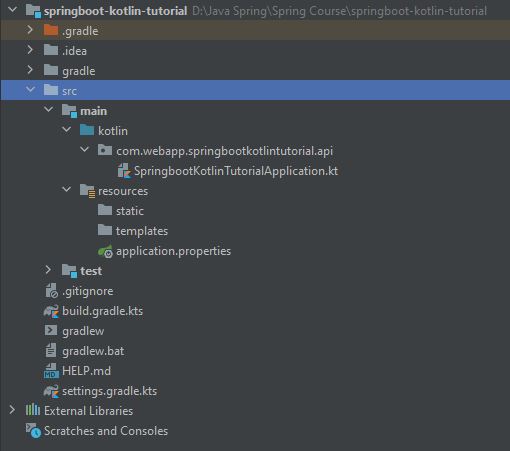 springboot-kotlin-tutorial D:\Java Spring\Spring Course\springboot-kotlin-tutorial
.gradle
.idea
gradle
src
main
kotlin
com.webapp.springbootkotlintutorial.api
SpringbootKotlinTutorialApplication.kt
resources
static
templates
application.properties
test
.gitignore
build.gradle.kts
gradlew
gradlew.bat
MD HELP.md
settings.gradle.kts
External Libraries
Scratches and Consoles